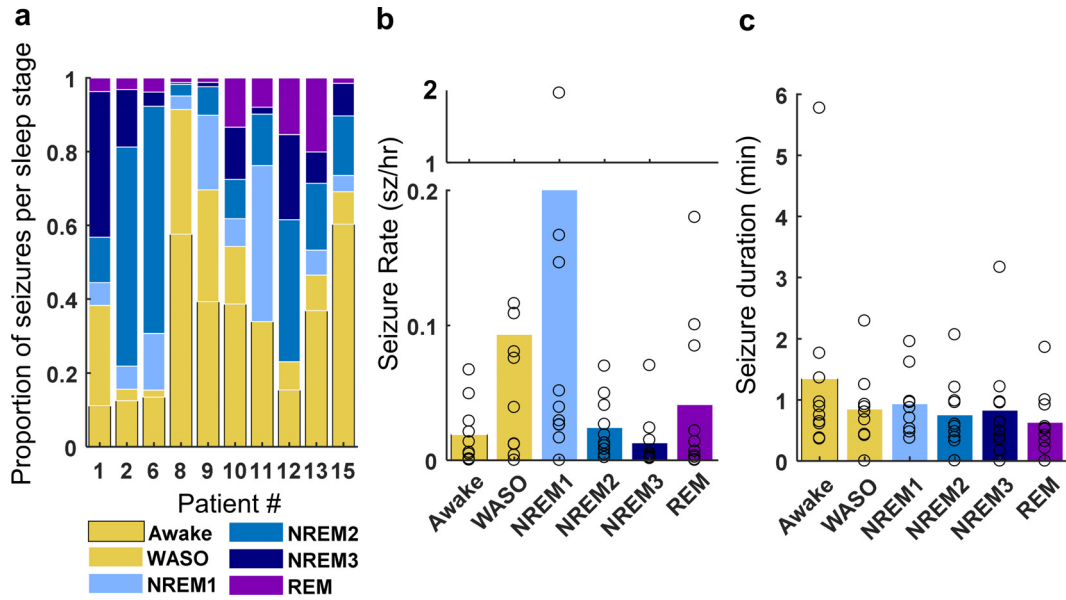 a
Proportion of seizures per sleep stage
1
0.8
0.6
0.4
0.2
0
1 2 6 8 9 10 11 12 13 15
Patient #
Awake
WASO
NREM1
NREM2
NREM3
REM
b
Seizure Rate (sz/hr)
2
1
0.2
0.1
0
Awake
WASO
NREM1
NREM2
NREM3
REM
c
Seizure duration (min)
6
5
4
3
2
1
0
Awake
WASO
NREM1
NREM2
NREM3
REM